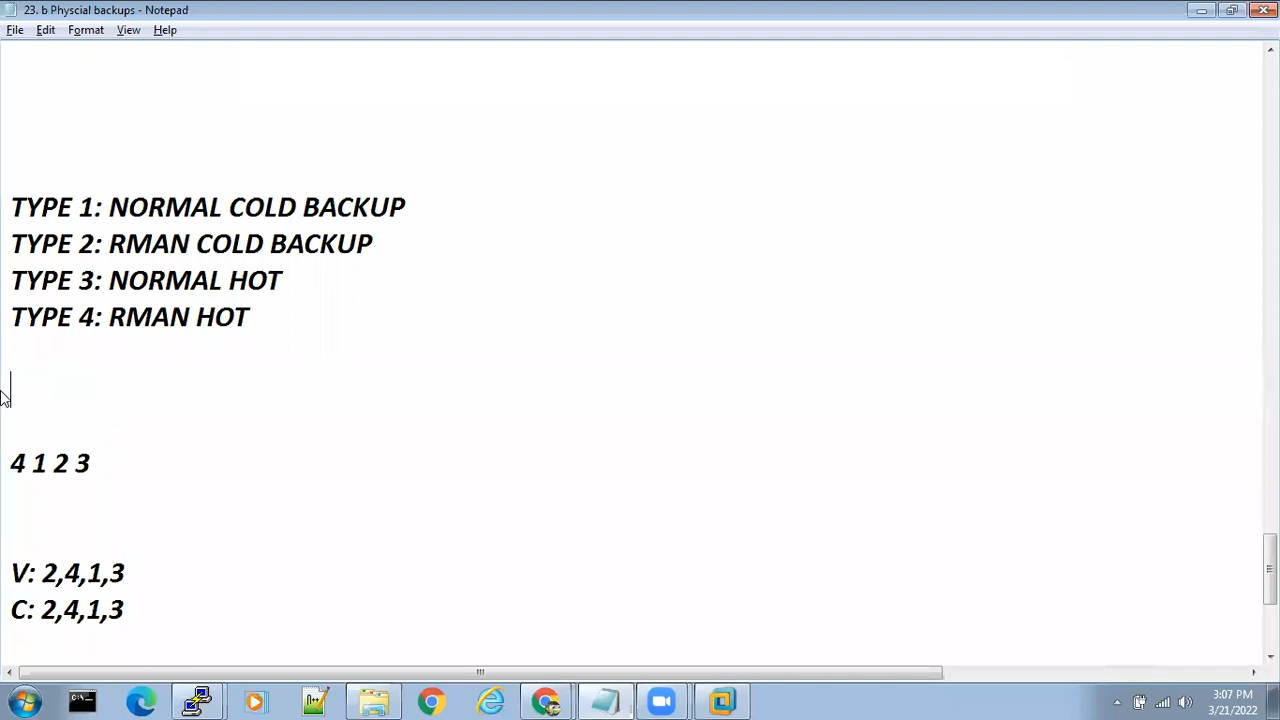 23. b Physcial backups - Notepad
File Edit Format View Help
TYPE 1: NORMAL COLD BACKUP
TYPE 2: RMAN COLD BACKUP
TYPE 3: NORMAL HOT
TYPE 4: RMAN HOT
4 1 2 3
V: 2,4,1,3
C: 2,4,1,3
3:07 PM
3/21/2022